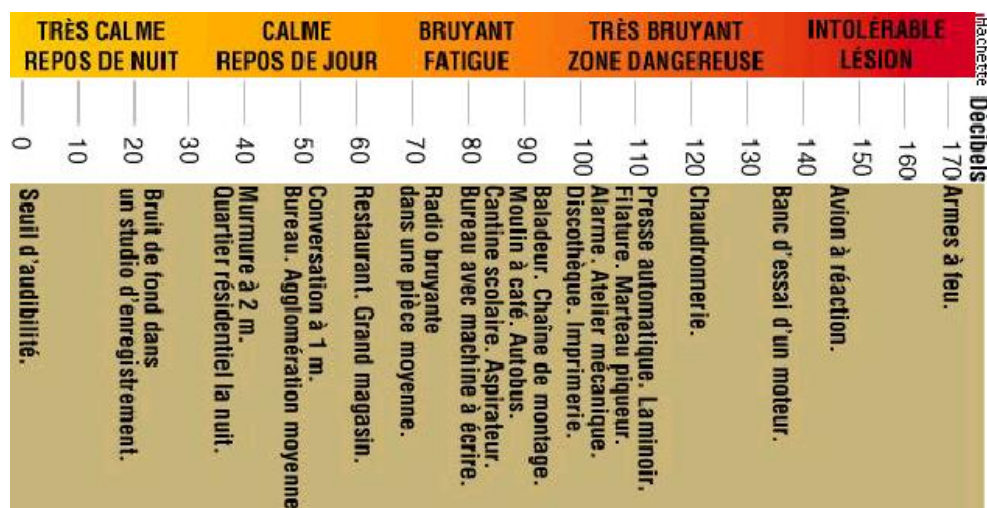 TRÈS CALME
REPOS DE NUIT
CALME
REPOS DE JOUR
BRUYANT
FATIGUE
TRÈS BRUYANT
ZONE DANGEREUSE
INTOLÉRABLE
LÉSION
Hachette
Décibels
0
10
20
30
40
50
60
70
80
90
100
110
120
130
140
150
160
170
Seuil d'audibilité.
Bruit de fond dans
un studio d'enregistrement.
Murmure à 2 m.
Quartier résidentiel la nuit.
Conversation à 1 m.
Bureau. Agglomération moyenne
Restaurant. Grand magasin.
Radio bruyante
dans une pièce moyenne.
Bureau avec machine à écrire.
Cantine scolaire. Aspirateur.
Moulin à café. Autobus.
Baladeur. Chaîne de montage.
Discothèque. Imprimerie.
Alarme. Atelier mécanique.
Filature. Marteau piqueur.
Presse automatique. Laminoir.
Chaudronnerie.
Banc d'essai d'un moteur.
Avion à réaction.
Armes à feu.